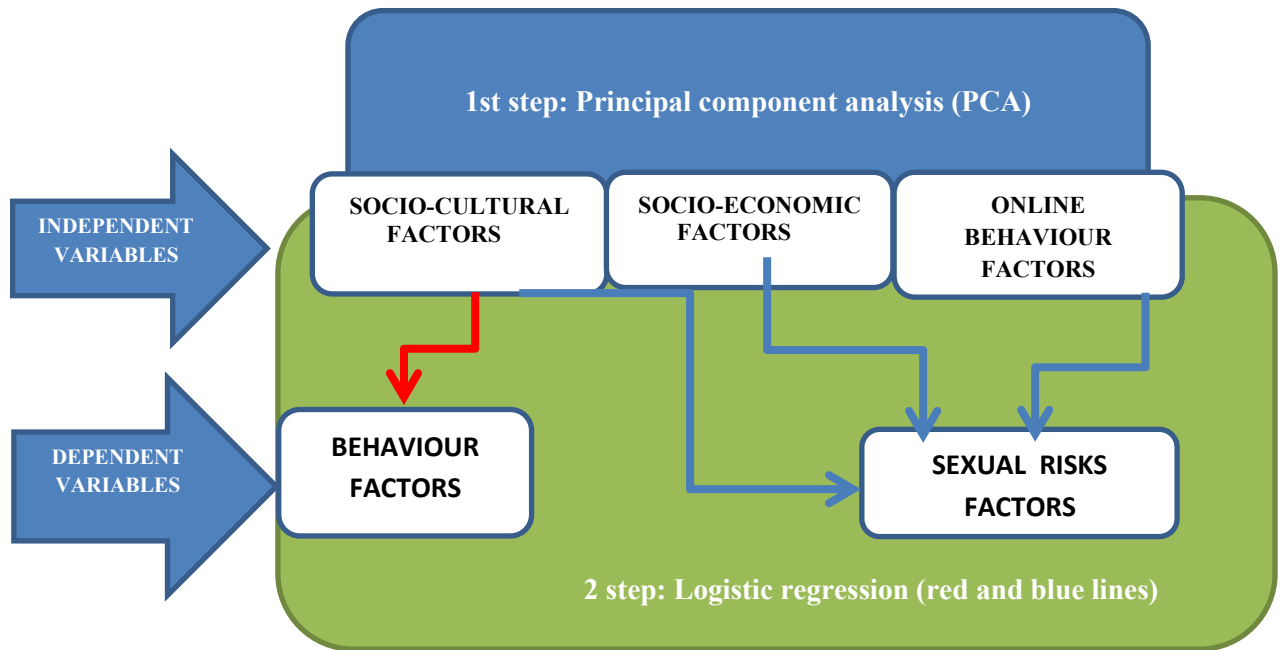 1st step: Principal component analysis (PCA)
INDEPENDENT
VARIABLES
SOCIO-CULTURAL
FACTORS
SOCIO-ECONOMIC
FACTORS
ONLINE
BEHAVIOUR
FACTORS
DEPENDENT
VARIABLES
BEHAVIOUR
FACTORS
SEXUAL RISKS
FACTORS
2 step: Logistic regression (red and blue lines)